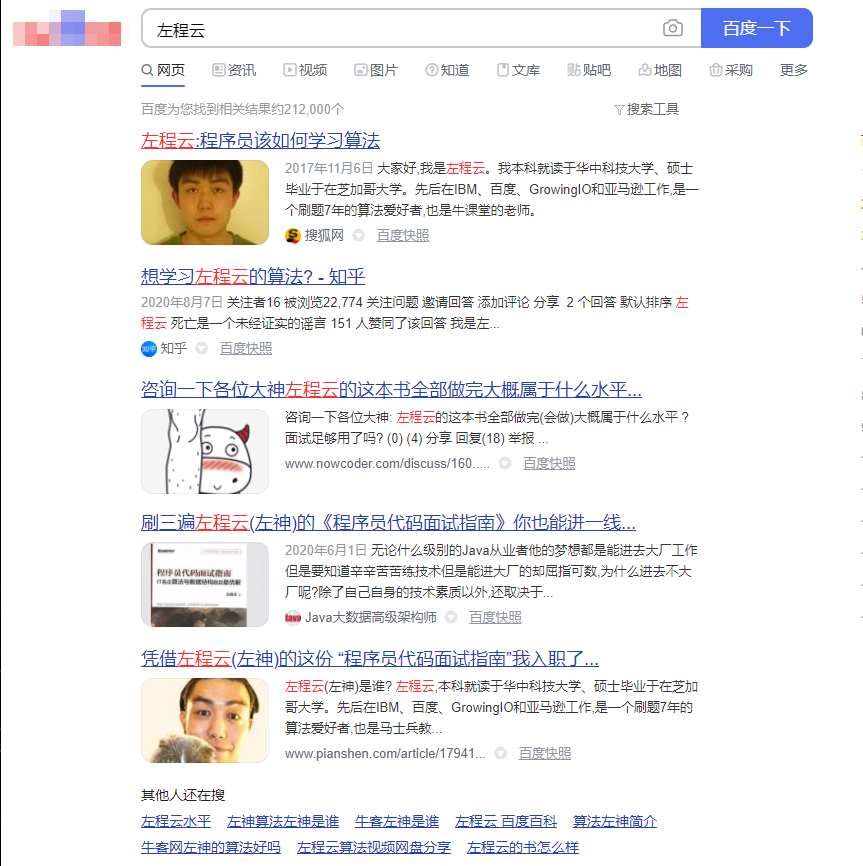 左程云
百度一下
网页 资讯 视频 图片 知道 文库 贴吧 地图 采购 更多
百度为您找到相关结果约212,000个 搜索工具
左程云:程序员该如何学习算法
2017年11月6日 大家好,我是左程云。我本科就读于华中科技大学、硕士
毕业于在芝加哥大学。先后在IBM、百度、GrowingIO和亚马逊工作,是一
个刷题7年的算法爱好者,也是牛课堂的老师。
搜狐网 百度快照
想学习左程云的算法? - 知乎
2020年8月7日 关注者16 被浏览22,774 关注问题 邀请回答 添加评论 分享 2 个回答 默认排序 左
程云 死亡是一个未经证实的谣言 151 人赞同了该回答 我是左...
知乎 百度快照
咨询一下各位大神左程云的这本书全部做完大概属于什么水平...
咨询一下各位大神: 左程云的这本书全部做完(会做)大概属于什么水平？
面试足够用了吗? (0) (4) 分享 回复(18) 举报 ...
www.nowcoder.com/discuss/160..... 百度快照
刷三遍左程云(左神)的《程序员代码面试指南》你也能进一线...
程序员代码面试指南
2020年6月1日 无论什么级别的Java从业者他的梦想都是能进去大厂工作
但是要知道辛辛苦苦练技术但是能进大厂的却屈指可数,为什么进去不大
厂呢?除了自己自身的技术素质以外,还取决于...
Java大数据高级架构师 百度快照
凭借左程云(左神)的这份 “程序员代码面试指南”我入职了...
左程云(左神)是谁? 左程云,本科就读于华中科技大学、硕士毕业于在芝加
哥大学。先后在IBM、百度、GrowingIO和亚马逊工作,是一个刷题7年的
算法爱好者,也是马士兵教...
www.pianshen.com/article/17941... 百度快照
其他人还在搜
左程云水平 左神算法左神是谁 牛客左神是谁 左程云 百度百科 算法左神简介
牛客网左神的算法好吗 左程云算法视频网盘分享 左程云的书怎么样